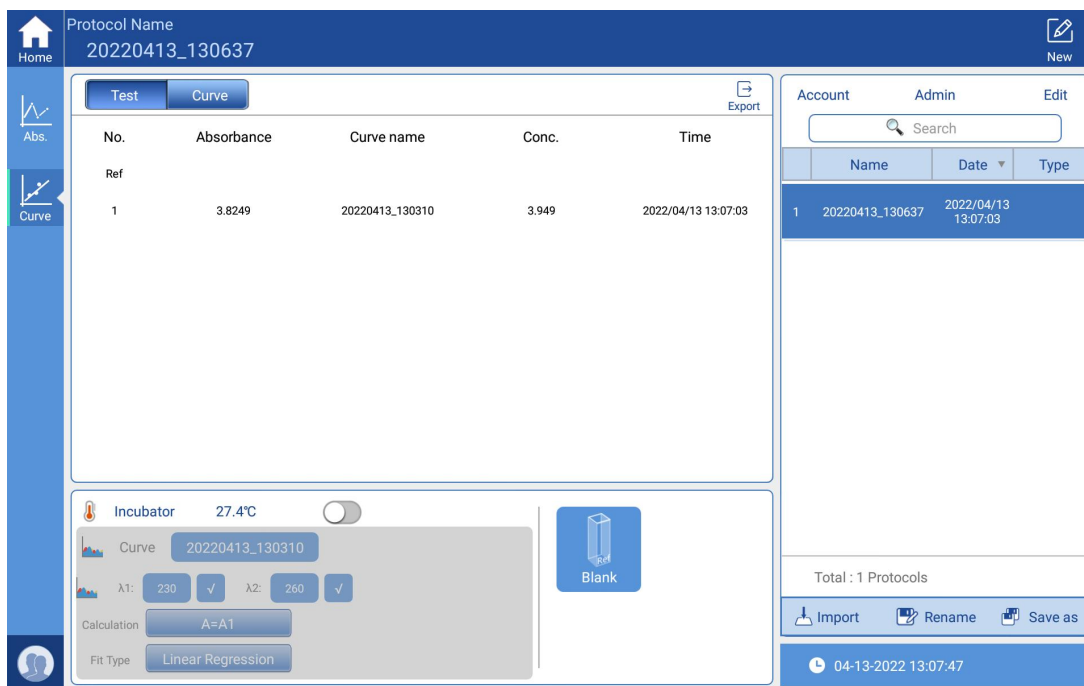 Protocol Name
Home
20220413_130637
New
Test
Curve
Export
No. Absorbance Curve name Conc. Time
Ref
1 3.8249 20220413_130310 3.949 2022/04/13 13:07:03
Abs.
Curve
Account Admin Edit
Search
Name Date Type
1 20220413_130637 2022/04/13
13:07:03
Incubator 27.4℃
Curve 20220413_130310
λ1: 230 √ λ2: 260 √
Calculation A=A1
Fit Type Linear Regression
Ref
Blank
Total : 1 Protocols
Import Rename Save as
04-13-2022 13:07:47